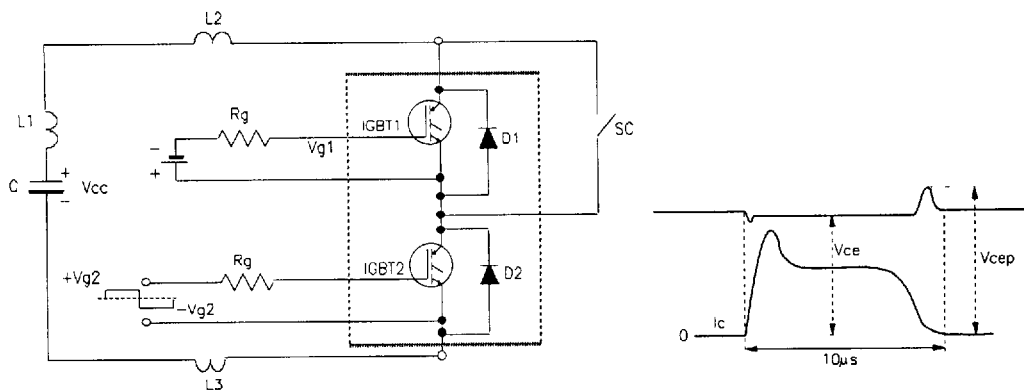 L2
L1
Rg
IGBT1
Vg1
D1
SC
-
+
C
+
Vcc
-
Rg
IGBT2
D2
+Vg2
-Vg2
L3
Vce
Vcep
0
Ic
10µs